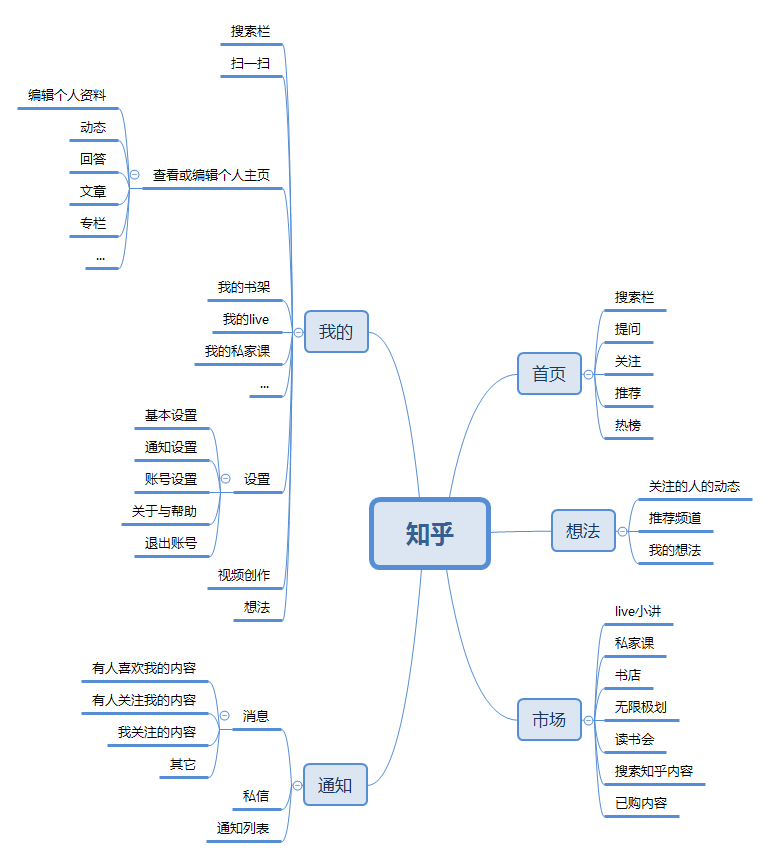 知乎
首页
搜索栏
提问
关注
推荐
热榜
想法
关注的人的动态
推荐频道
我的想法
市场
live小讲
私家课
书店
无限极划
读书会
搜索知乎内容
已购内容
通知
消息
有人喜欢我的内容
有人关注我的内容
我关注的内容
其它
私信
通知列表
我的
搜索栏
扫一扫
查看或编辑个人主页
编辑个人资料
动态
回答
文章
专栏
...
我的书架
我的live
我的私家课
...
设置
基本设置
通知设置
账号设置
关于与帮助
退出账号
视频创作
想法